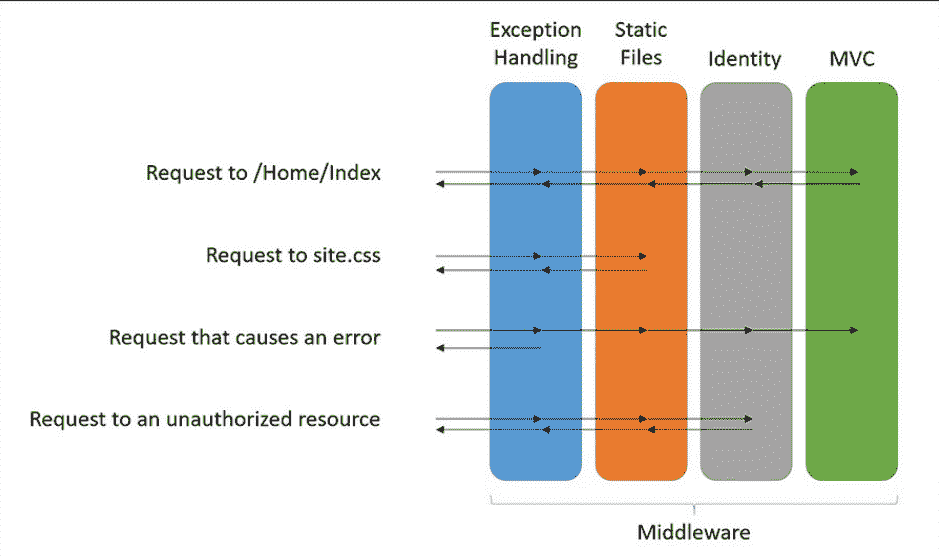 Exception
Handling
Static
Files
Identity
MVC
Request to /Home/Index
Request to site.css
Request that causes an error
Request to an unauthorized resource
Middleware